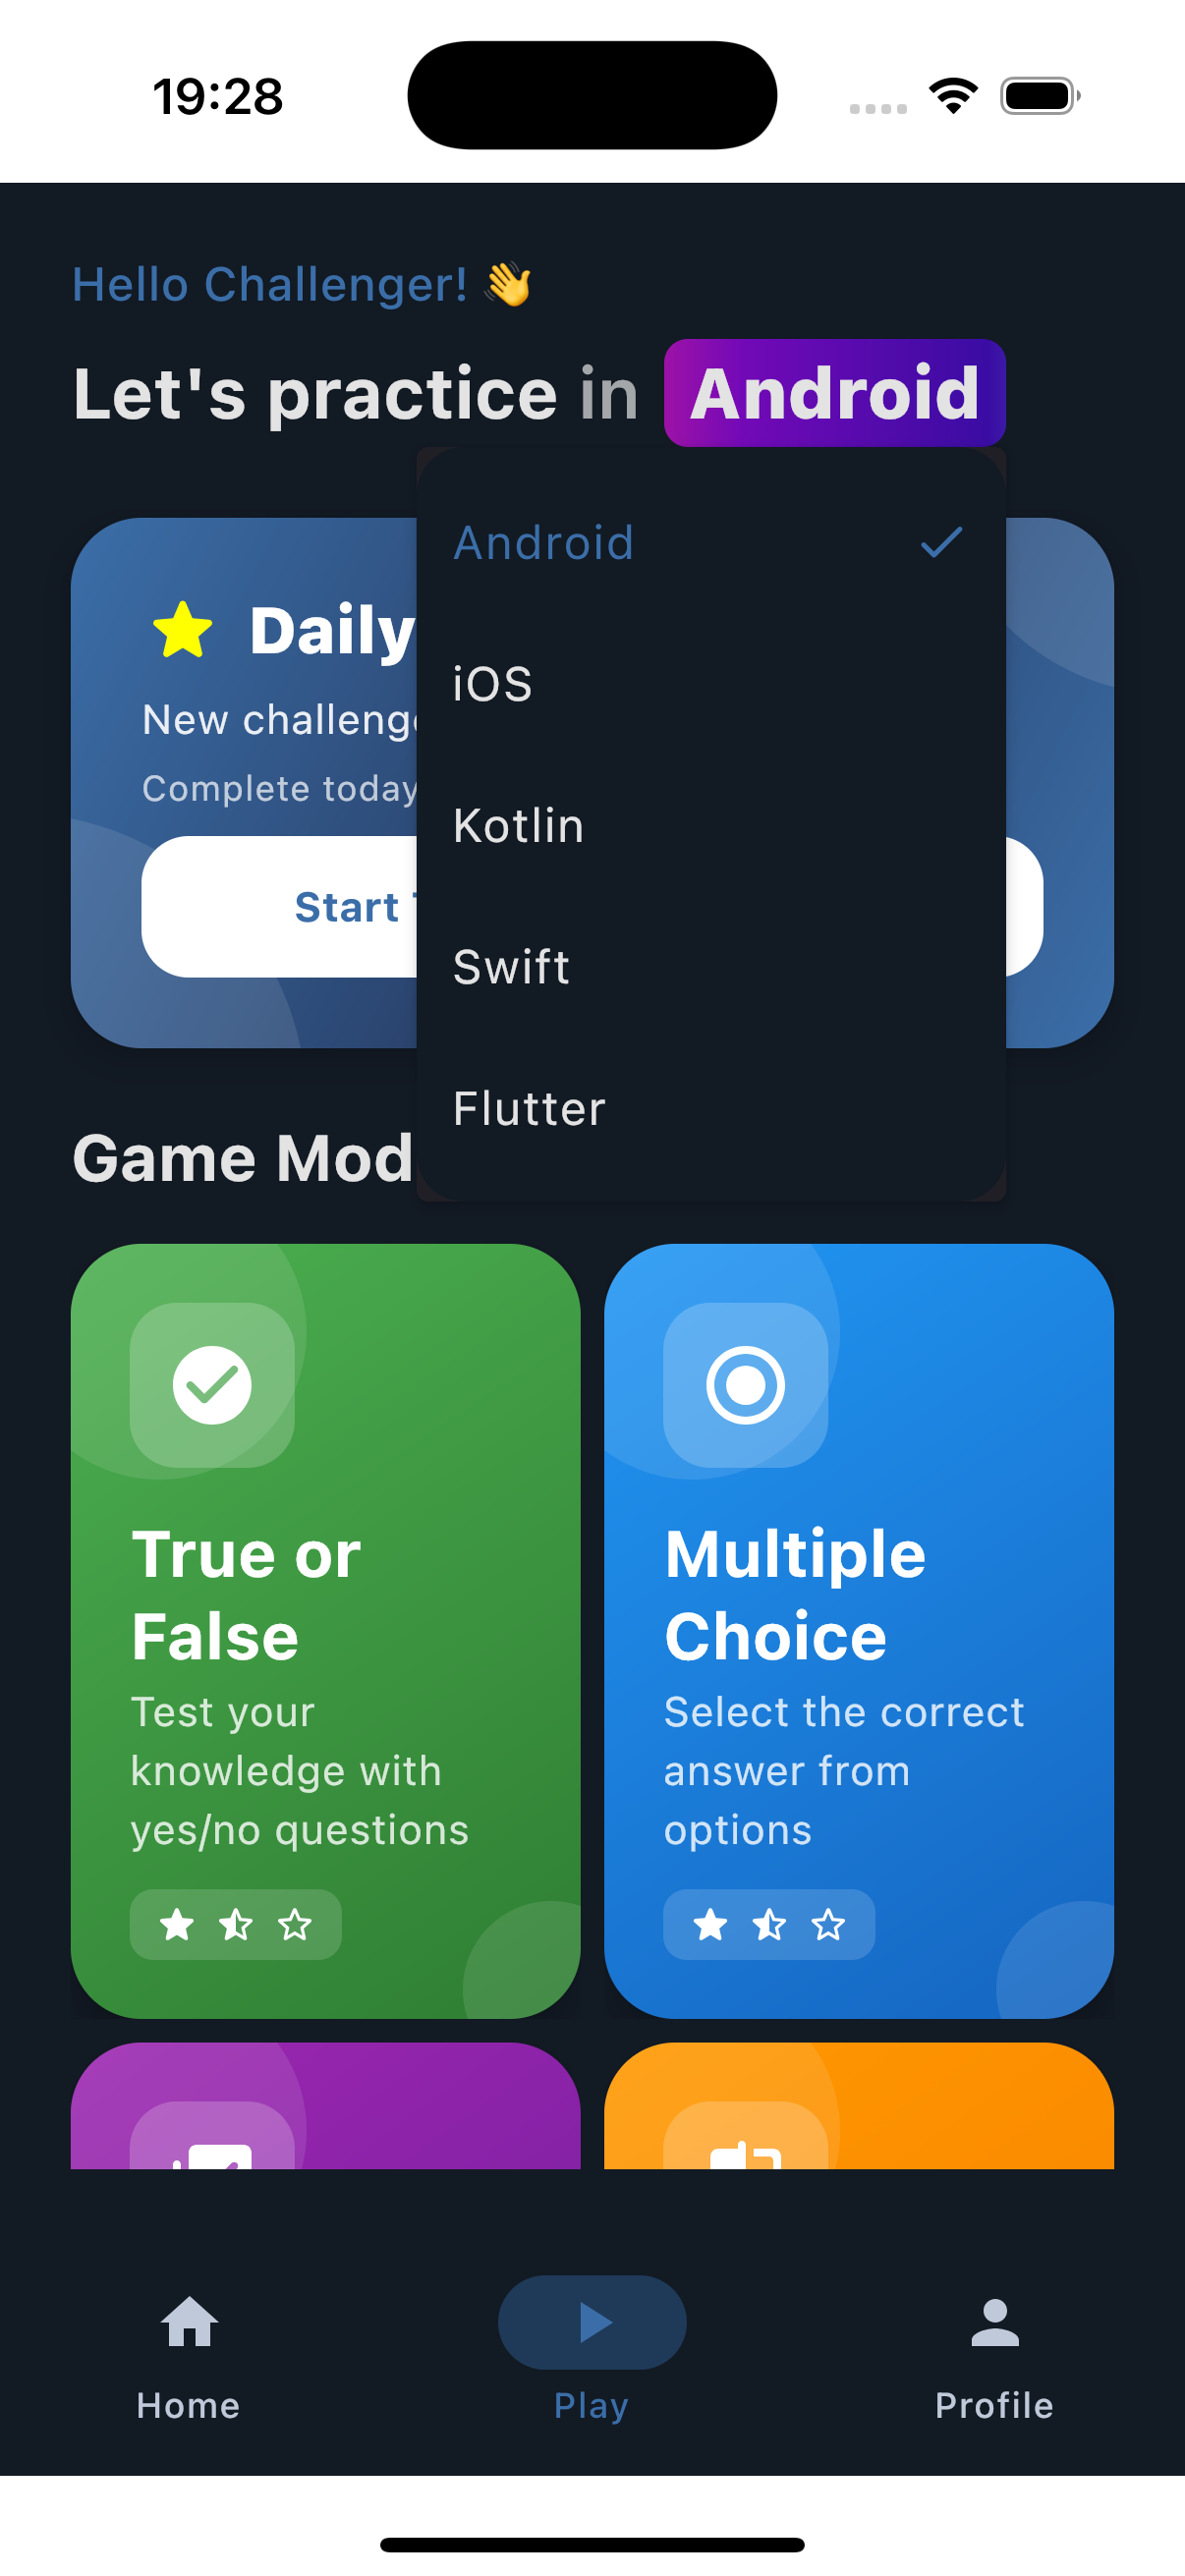 19:28
Hello Challenger! 👋
Let's practice in Android
Android
iOS
Kotlin
Swift
Flutter
Daily
New
Complete today
Start
Game
True or
False
Test your
knowledge with
yes/no questions
Multiple
Choice
Select the correct
answer from
options
Home
Play
Profile